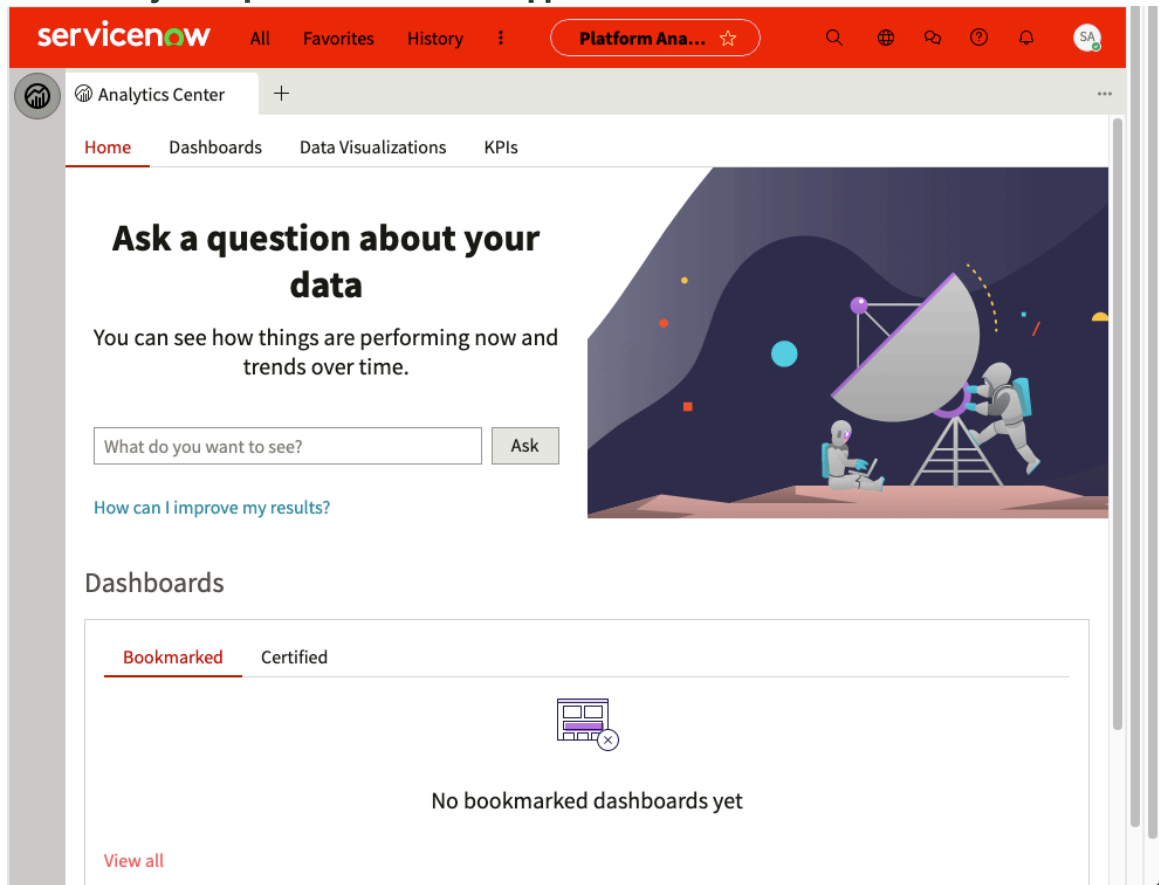 servicenow All Favorites History Platform Ana... SA
Analytics Center
Home Dashboards Data Visualizations KPIs
Ask a question about your
data
You can see how things are performing now and
trends over time.
What do you want to see? Ask
How can I improve my results?
Dashboards
Bookmarked Certified
No bookmarked dashboards yet
View all